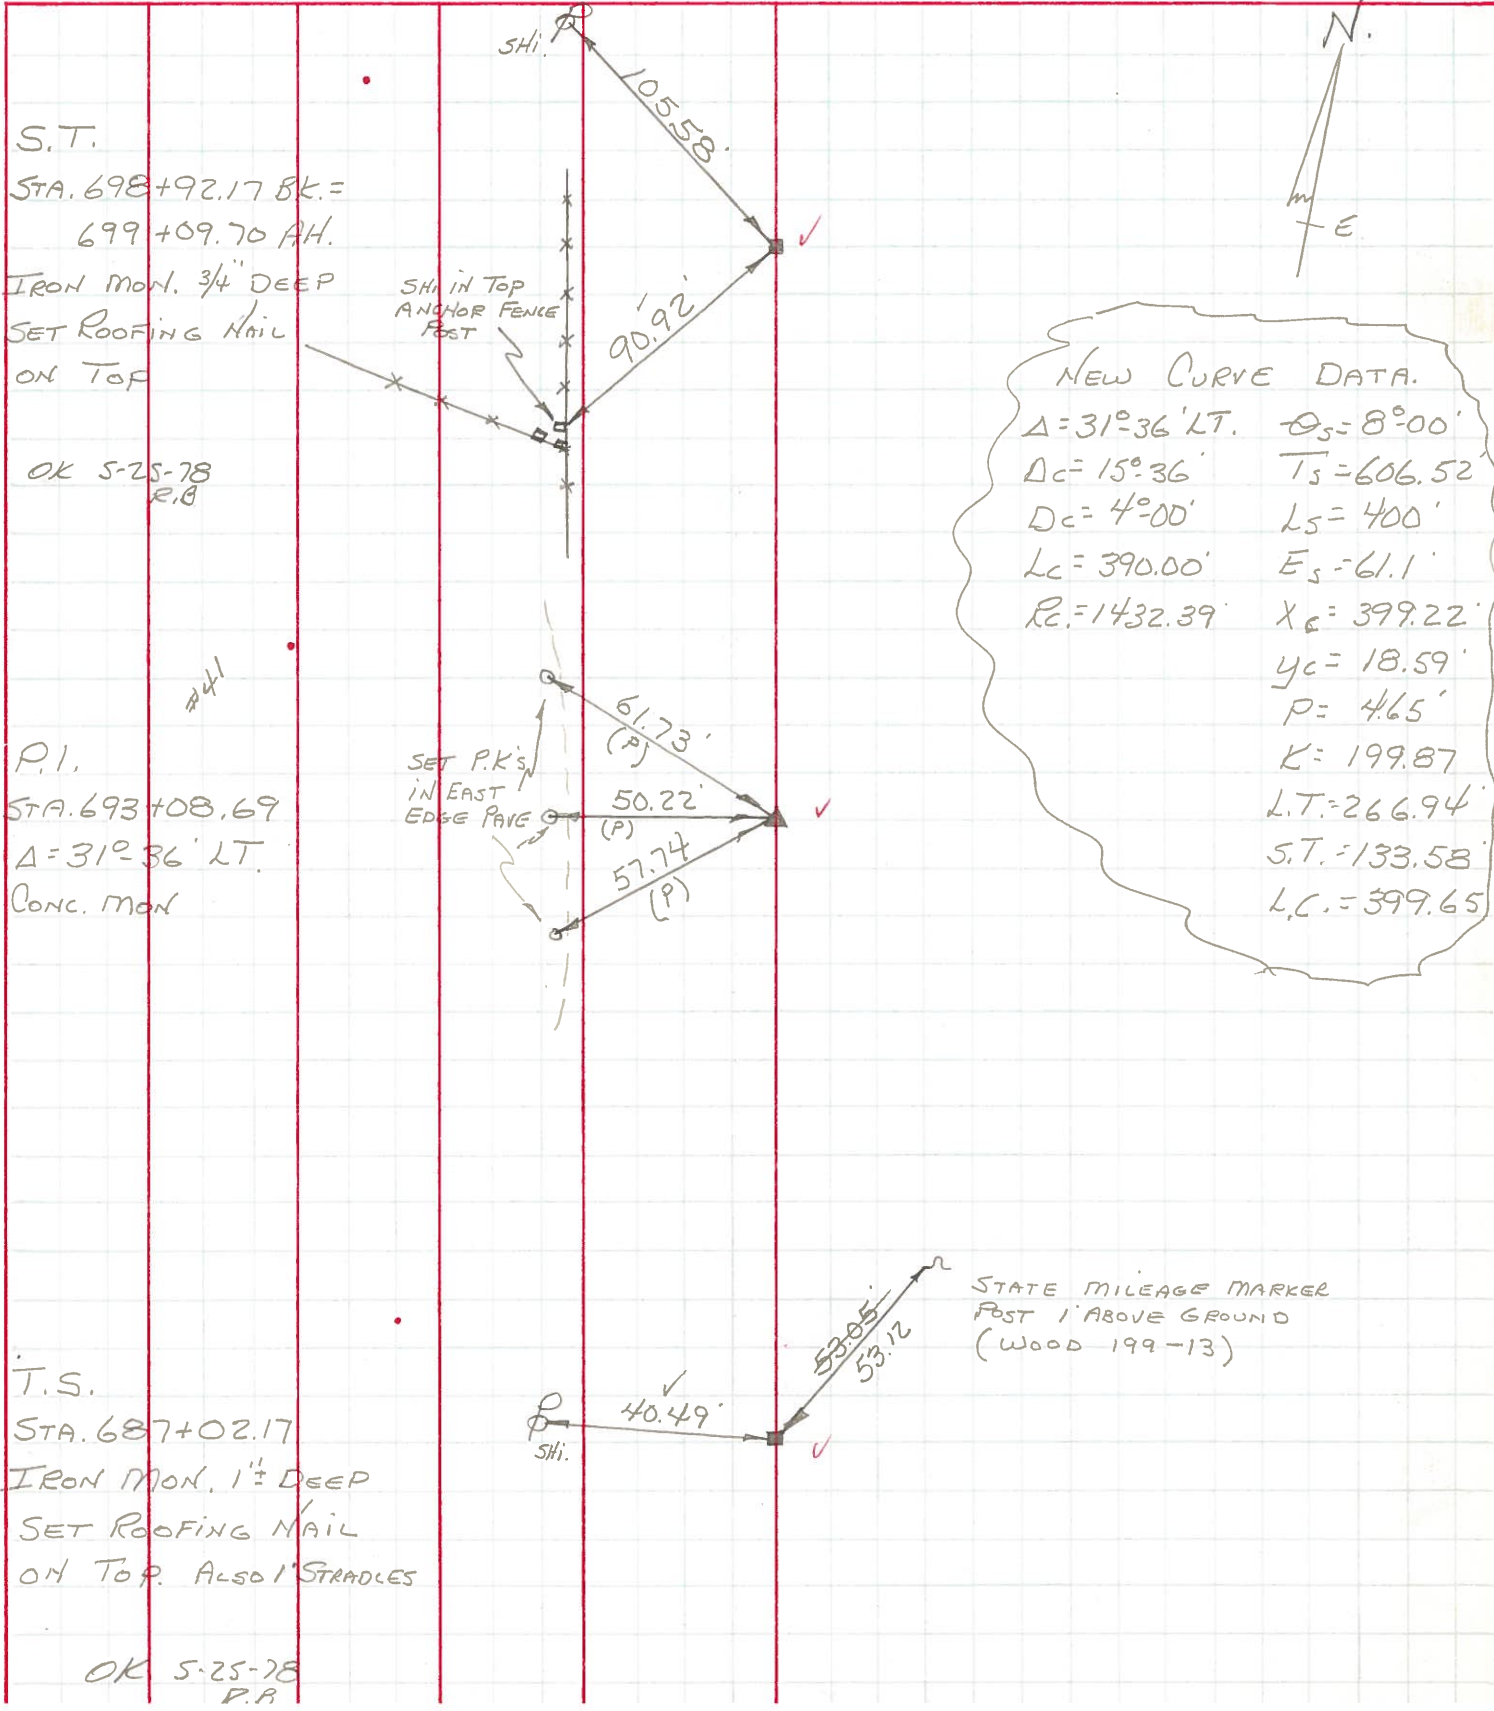 SHI.
N.
105.58'
S.T.
STA. 698+92.17 BK.=
699+09.70 AH.
IRON MON. 3/4" DEEP
SET ROOFING NAIL
ON TOP
OK 5-25-78
R.B
E
SHI IN TOP
ANCHOR FENCE
POST
90.92'
NEW CURVE DATA.
Δ=31°-36' LT. Θs=8°-00'
Δc=15°-36' Ts=606.52'
Dc=4°-00' Ls=400'
Lc=390.00' Es=61.1'
Rc.=1432.39' Xc=399.22'
yc=18.59'
P=4.65'
K=199.87
L.T.=266.94'
S.T.=133.58'
L.C.=399.65
#41
P.I.
STA. 693+08.69
Δ=31°-36' LT.
CONC. MON
SET P.K's
IN EAST
EDGE PAVE
61.73'
(P)
50.22'
(P)
57.74
(P)
STATE MILEAGE MARKER
POST 1' ABOVE GROUND
(WOOD 199-13)
53.05'
53.12
T.S.
STA. 687+02.17
IRON MON. 1"± DEEP
SET ROOFING NAIL
ON TOP. ALSO 1' STRADLES
OK 5-25-78
✓
40.49'
SHI.